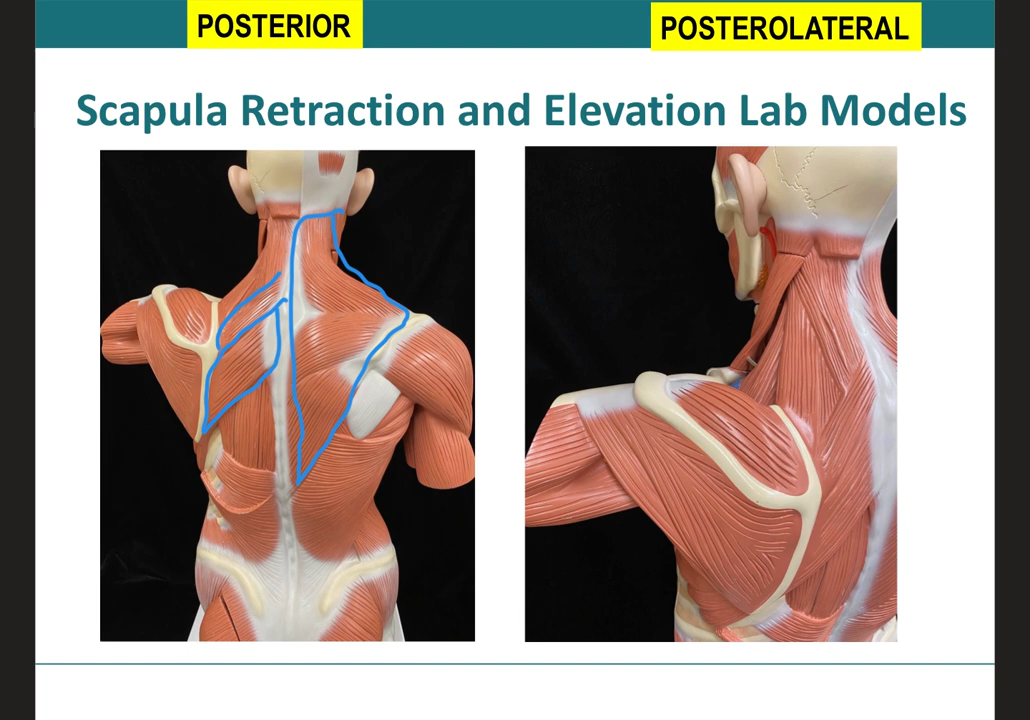 POSTERIOR
POSTEROLATERAL
Scapula Retraction and Elevation Lab Models